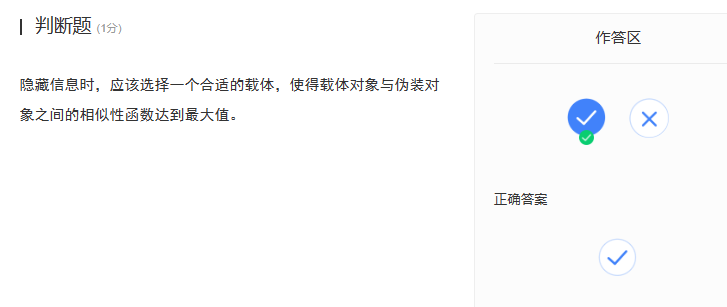 判断题 (1分)
隐藏信息时，应该选择一个合适的载体，使得载体对象与伪装对
象之间的相似性函数达到最大值。
作答区
正确答案